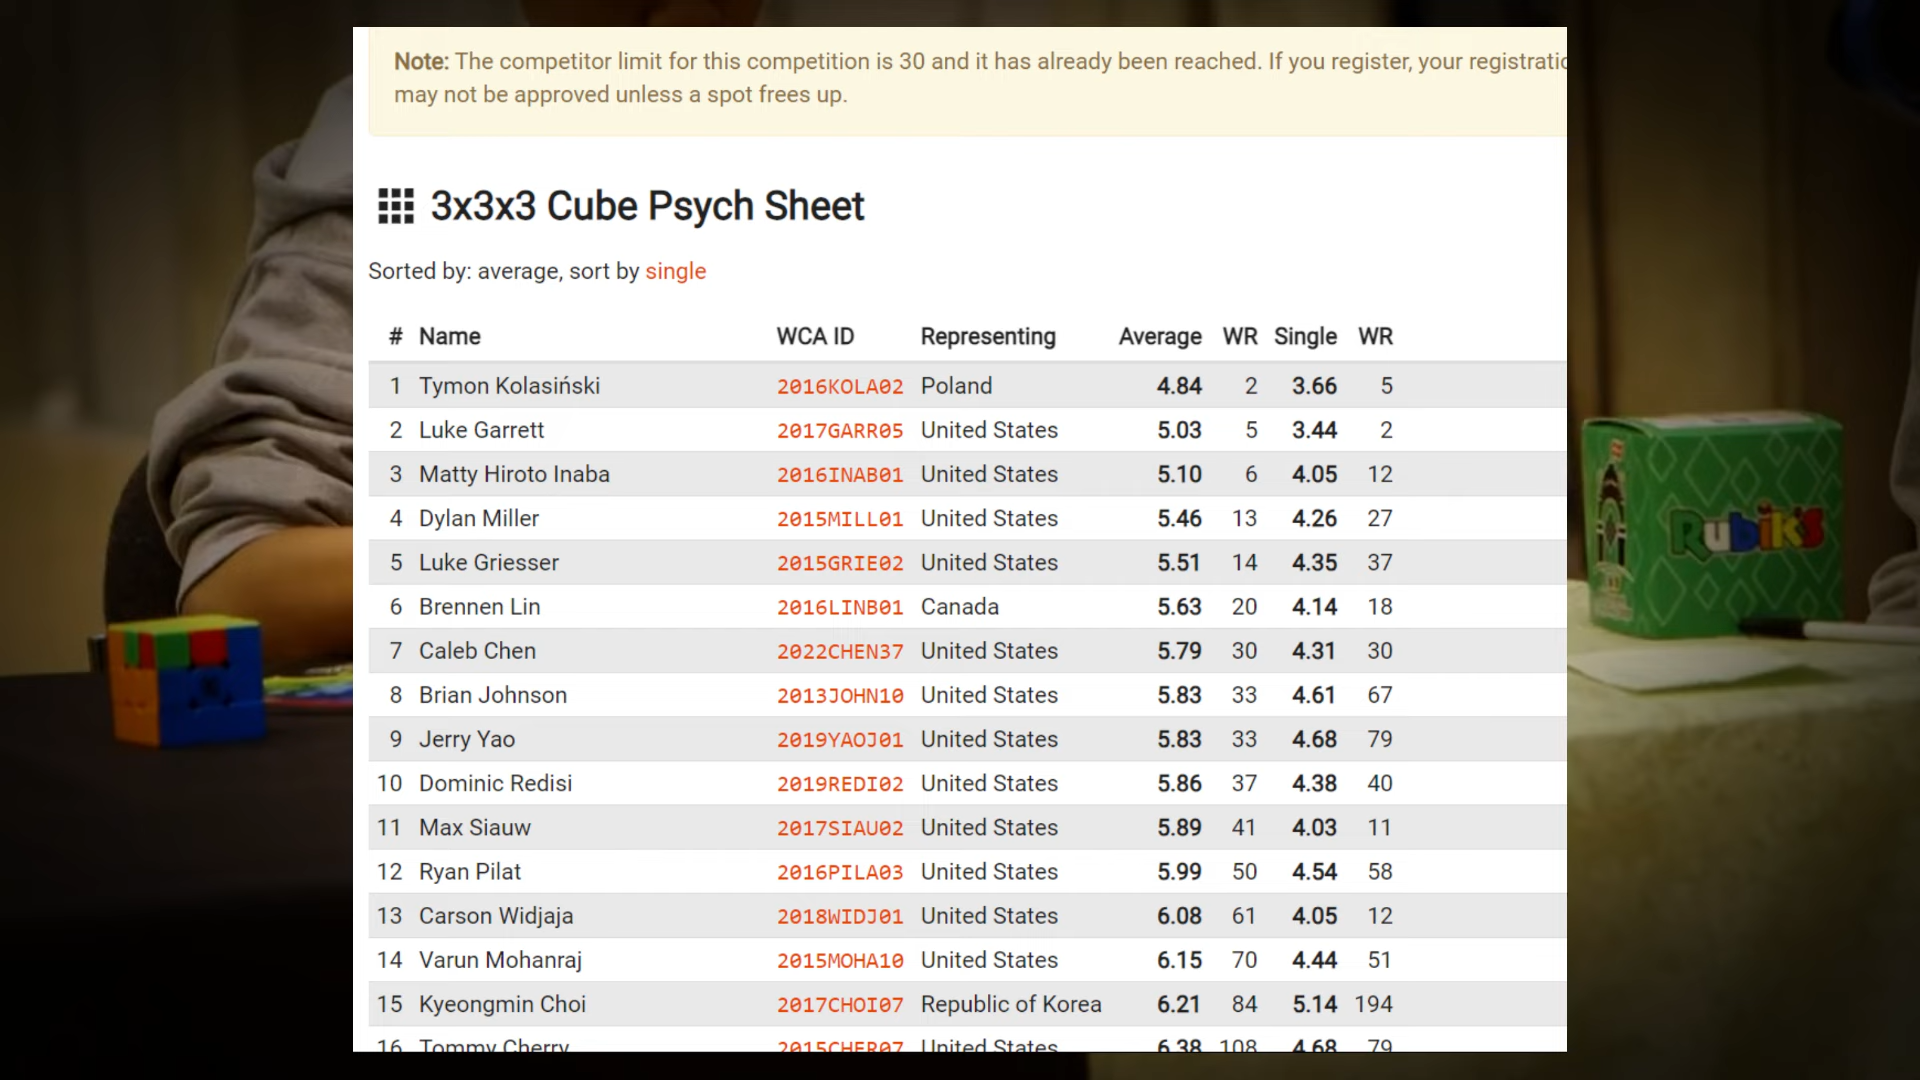 Note: The competitor limit for this competition is 30 and it has already been reached. If you register, your registratio
may not be approved unless a spot frees up.
3x3x3 Cube Psych Sheet
Sorted by: average, sort by single
# Name WCA ID Representing Average WR Single WR
1 Tymon Kolasiński 2016KOLA02 Poland 4.84 2 3.66 5
2 Luke Garrett 2017GARR05 United States 5.03 5 3.44 2
3 Matty Hiroto Inaba 2016INAB01 United States 5.10 6 4.05 12
4 Dylan Miller 2015MILL01 United States 5.46 13 4.26 27
5 Luke Griesser 2015GRIE02 United States 5.51 14 4.35 37
6 Brennen Lin 2016LINB01 Canada 5.63 20 4.14 18
7 Caleb Chen 2022CHEN37 United States 5.79 30 4.31 30
8 Brian Johnson 2013JOHN10 United States 5.83 33 4.61 67
9 Jerry Yao 2019YAOJ01 United States 5.83 33 4.68 79
10 Dominic Redisi 2019REDI02 United States 5.86 37 4.38 40
11 Max Siauw 2017SIAU02 United States 5.89 41 4.03 11
12 Ryan Pilat 2016PILA03 United States 5.99 50 4.54 58
13 Carson Widjaja 2018WIDJ01 United States 6.08 61 4.05 12
14 Varun Mohanraj 2015MOHA10 United States 6.15 70 4.44 51
15 Kyeongmin Choi 2017CHOI07 Republic of Korea 6.21 84 5.14 194
16 Tommy Cherry 2015CHER07 United States 6.38 108 4.68 79
Rubik's